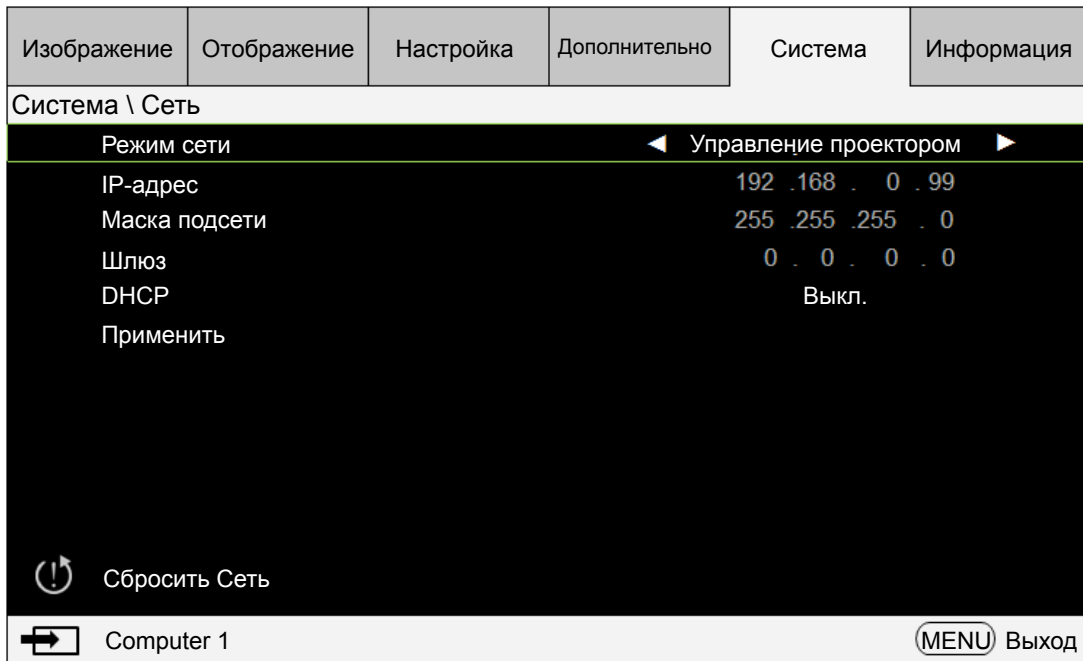 Изображение Отображение Настройка Дополнительно Система Информация
Система \ Сеть
Режим сети ◀ Управление проектором ▶
IP-адрес 192 .168 . 0 . 99
Маска подсети 255 .255 .255 . 0
Шлюз 0 . 0 . 0 . 0
DHCP Выкл.
Применить
Сбросить Сеть
Computer 1 MENU Выход